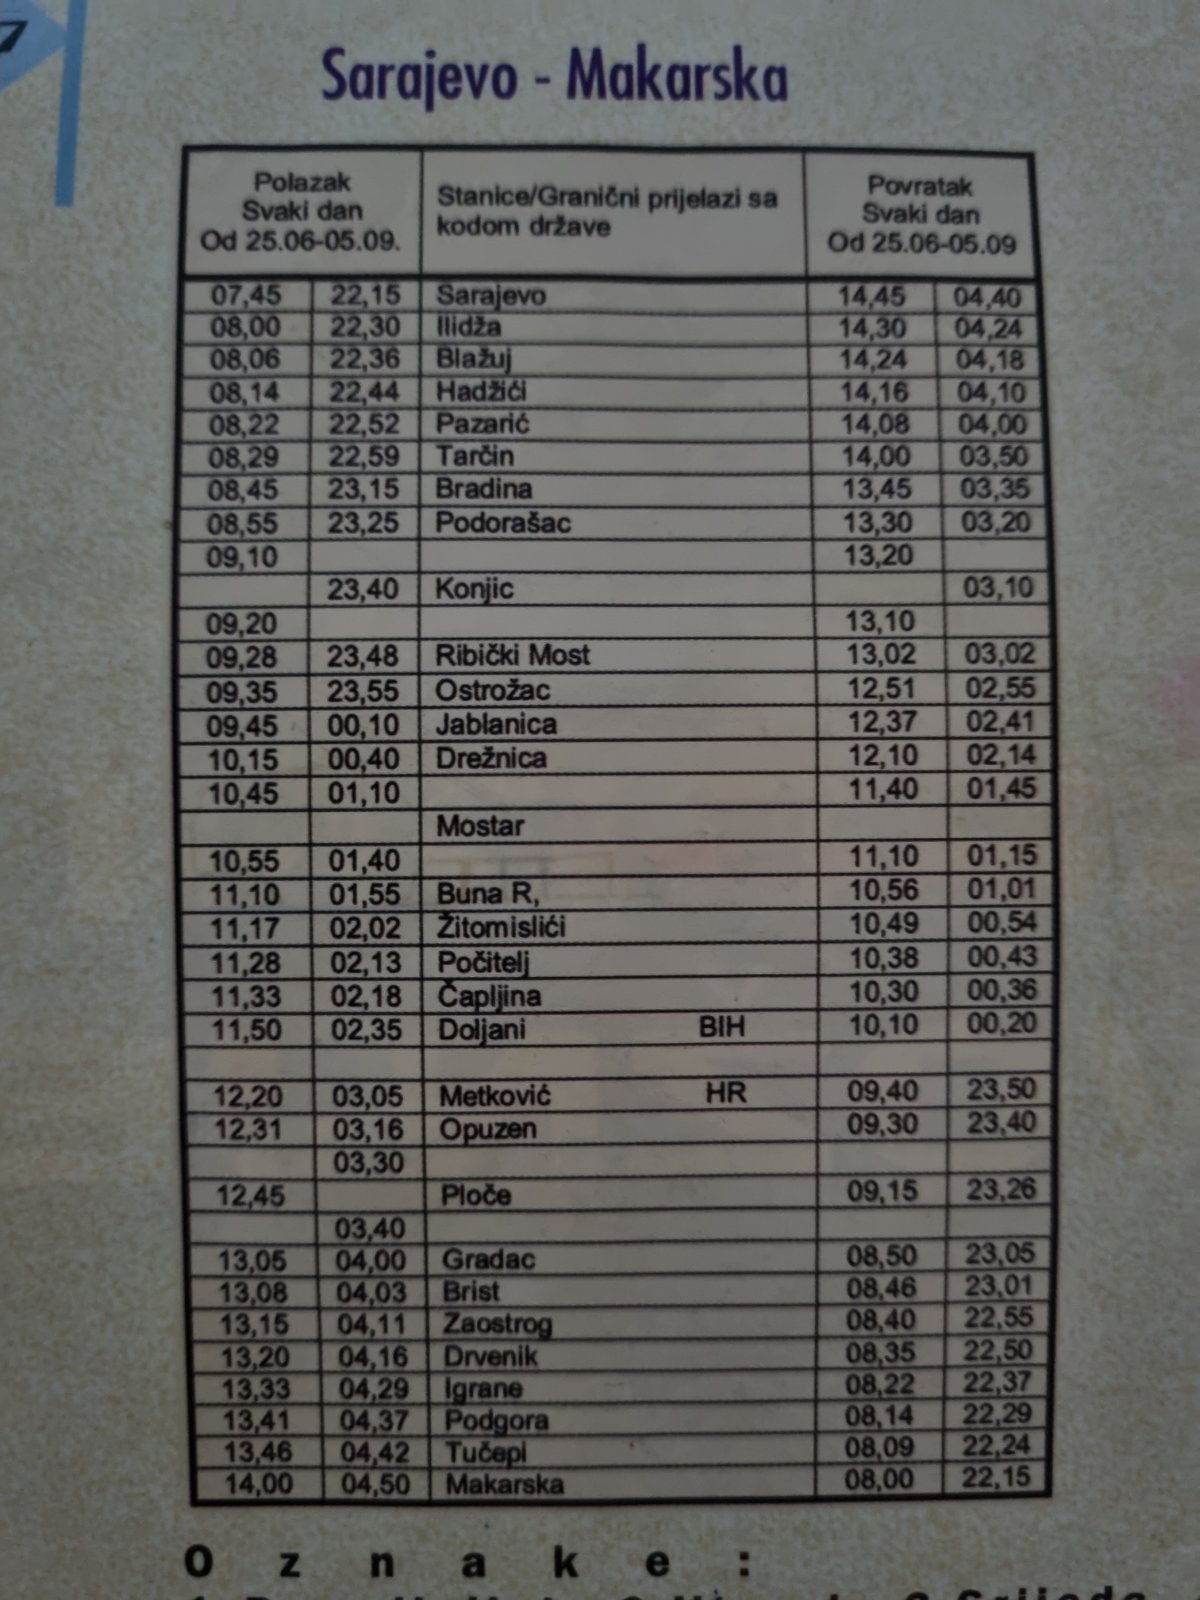 7
Sarajevo - Makarska
Polazak
Svaki dan
Od 25.06-05.09.
Stanice/Granični prijelazi sa
kodom države
Povratak
Svaki dan
Od 25.06-05.09
07,45 22,15 Sarajevo 14,45 04,40
08,00 22,30 Ilidža 14,30 04,24
08,06 22,36 Blažuj 14,24 04,18
08,14 22,44 Hadžići 14,16 04,10
08,22 22,52 Pazarić 14,08 04,00
08,29 22,59 Tarčin 14,00 03,50
08,45 23,15 Bradina 13,45 03,35
08,55 23,25 Podorašac 13,30 03,20
09,10 13,20
23,40 Konjic 03,10
09,20 13,10
09,28 23,48 Ribički Most 13,02 03,02
09,35 23,55 Ostrožac 12,51 02,55
09,45 00,10 Jablanica 12,37 02,41
10,15 00,40 Drežnica 12,10 02,14
10,45 01,10 11,40 01,45
Mostar
10,55 01,40 11,10 01,15
11,10 01,55 Buna R, 10,56 01,01
11,17 02,02 Žitomislići 10,49 00,54
11,28 02,13 Počitelj 10,38 00,43
11,33 02,18 Čapljina 10,30 00,36
11,50 02,35 Doljani BIH 10,10 00,20
12,20 03,05 Metković HR 09,40 23,50
12,31 03,16 Opuzen 09,30 23,40
03,30
12,45 Ploče 09,15 23,26
03,40
13,05 04,00 Gradac 08,50 23,05
13,08 04,03 Brist 08,46 23,01
13,15 04,11 Zaostrog 08,40 22,55
13,20 04,16 Drvenik 08,35 22,50
13,33 04,29 Igrane 08,22 22,37
13,41 04,37 Podgora 08,14 22,29
13,46 04,42 Tučepi 08,09 22,24
14,00 04,50 Makarska 08,00 22,15
O z n a k e :